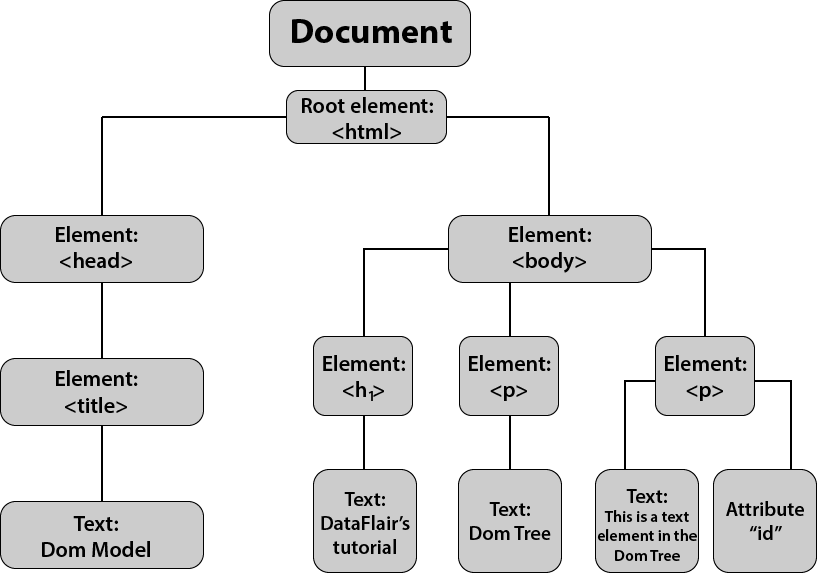 Document
Root element:
<html>
Element:
<head>
Element:
<body>
Element:
<title>
Element:
<h1>
Element:
<p>
Element:
<p>
Text:
Dom Model
Text:
DataFlair's
tutorial
Text:
Dom Tree
Text:
This is a text
element in the
Dom Tree
Attribute
“id”